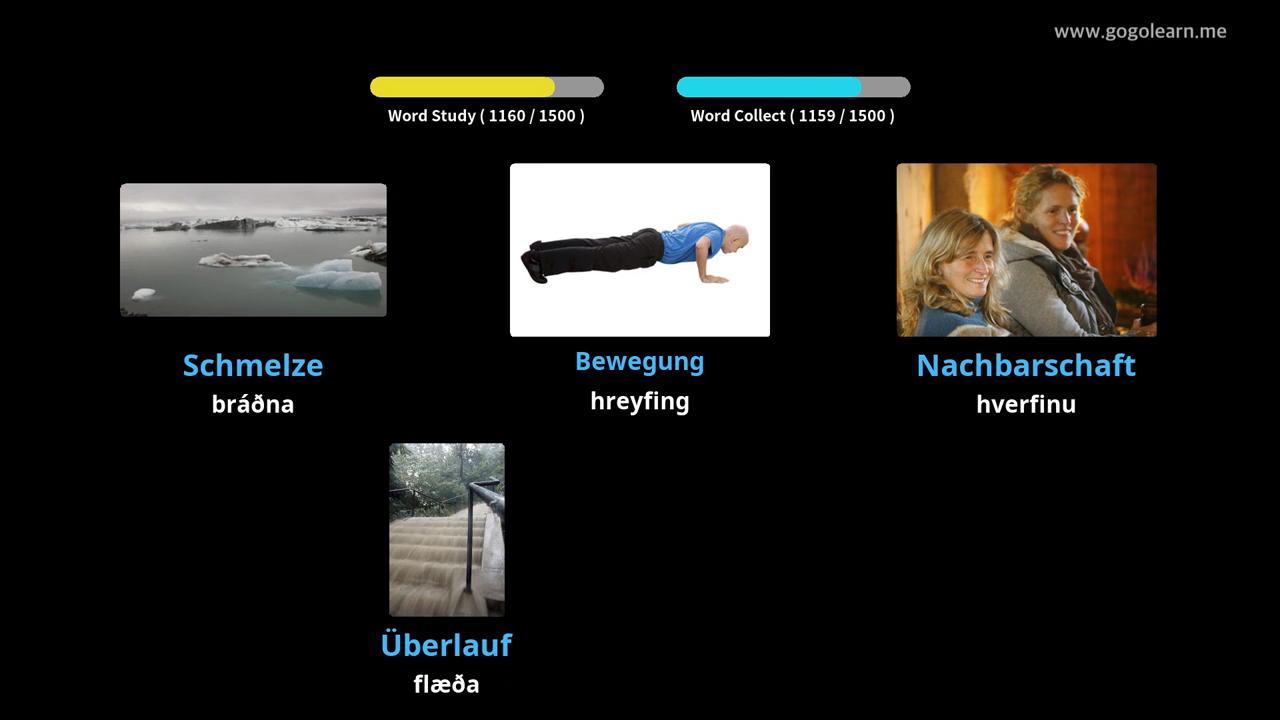 www.gogolearn.me
Word Study ( 1160 / 1500 )
Word Collect ( 1159 / 1500 )
Schmelze
bráðna
Bewegung
hreyfing
Nachbarschaft
hverfinu
Überlauf
flæða